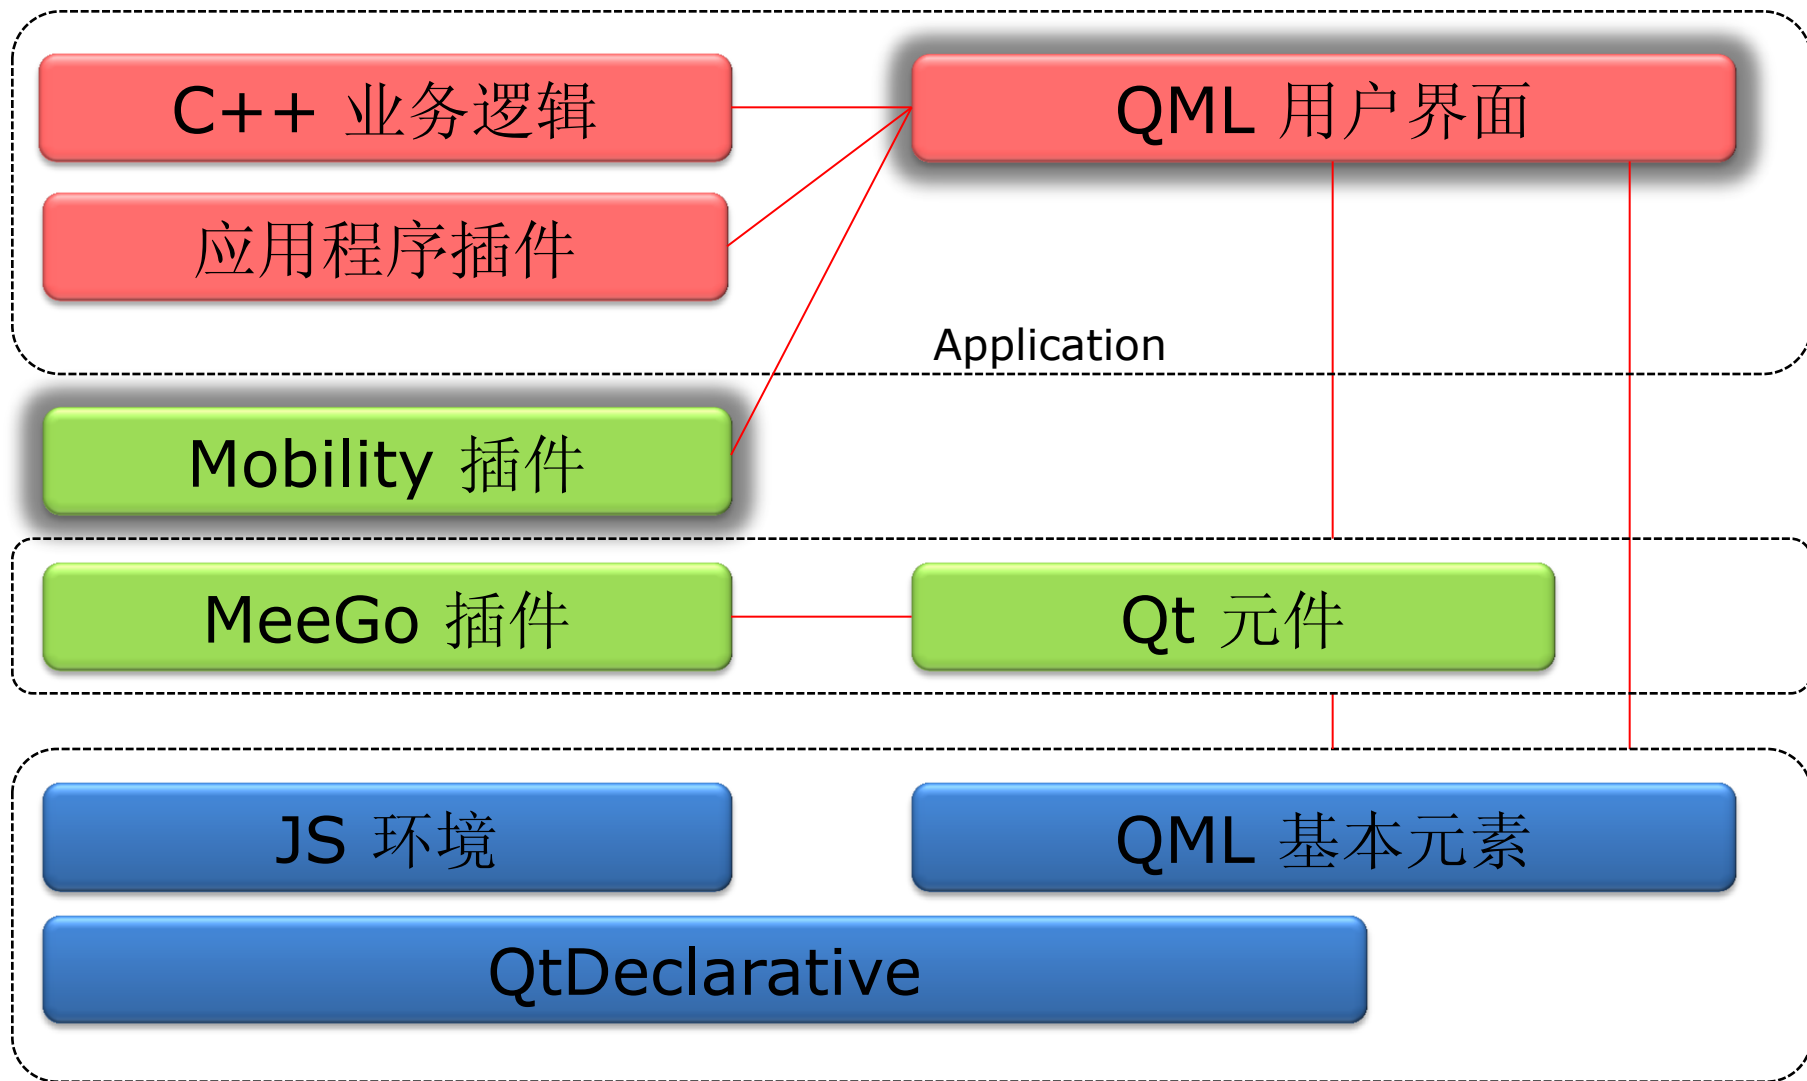 C++ 业务逻辑
QML 用户界面
应用程序插件
Application
Mobility 插件
MeeGo 插件
Qt 元件
JS 环境
QML 基本元素
QtDeclarative